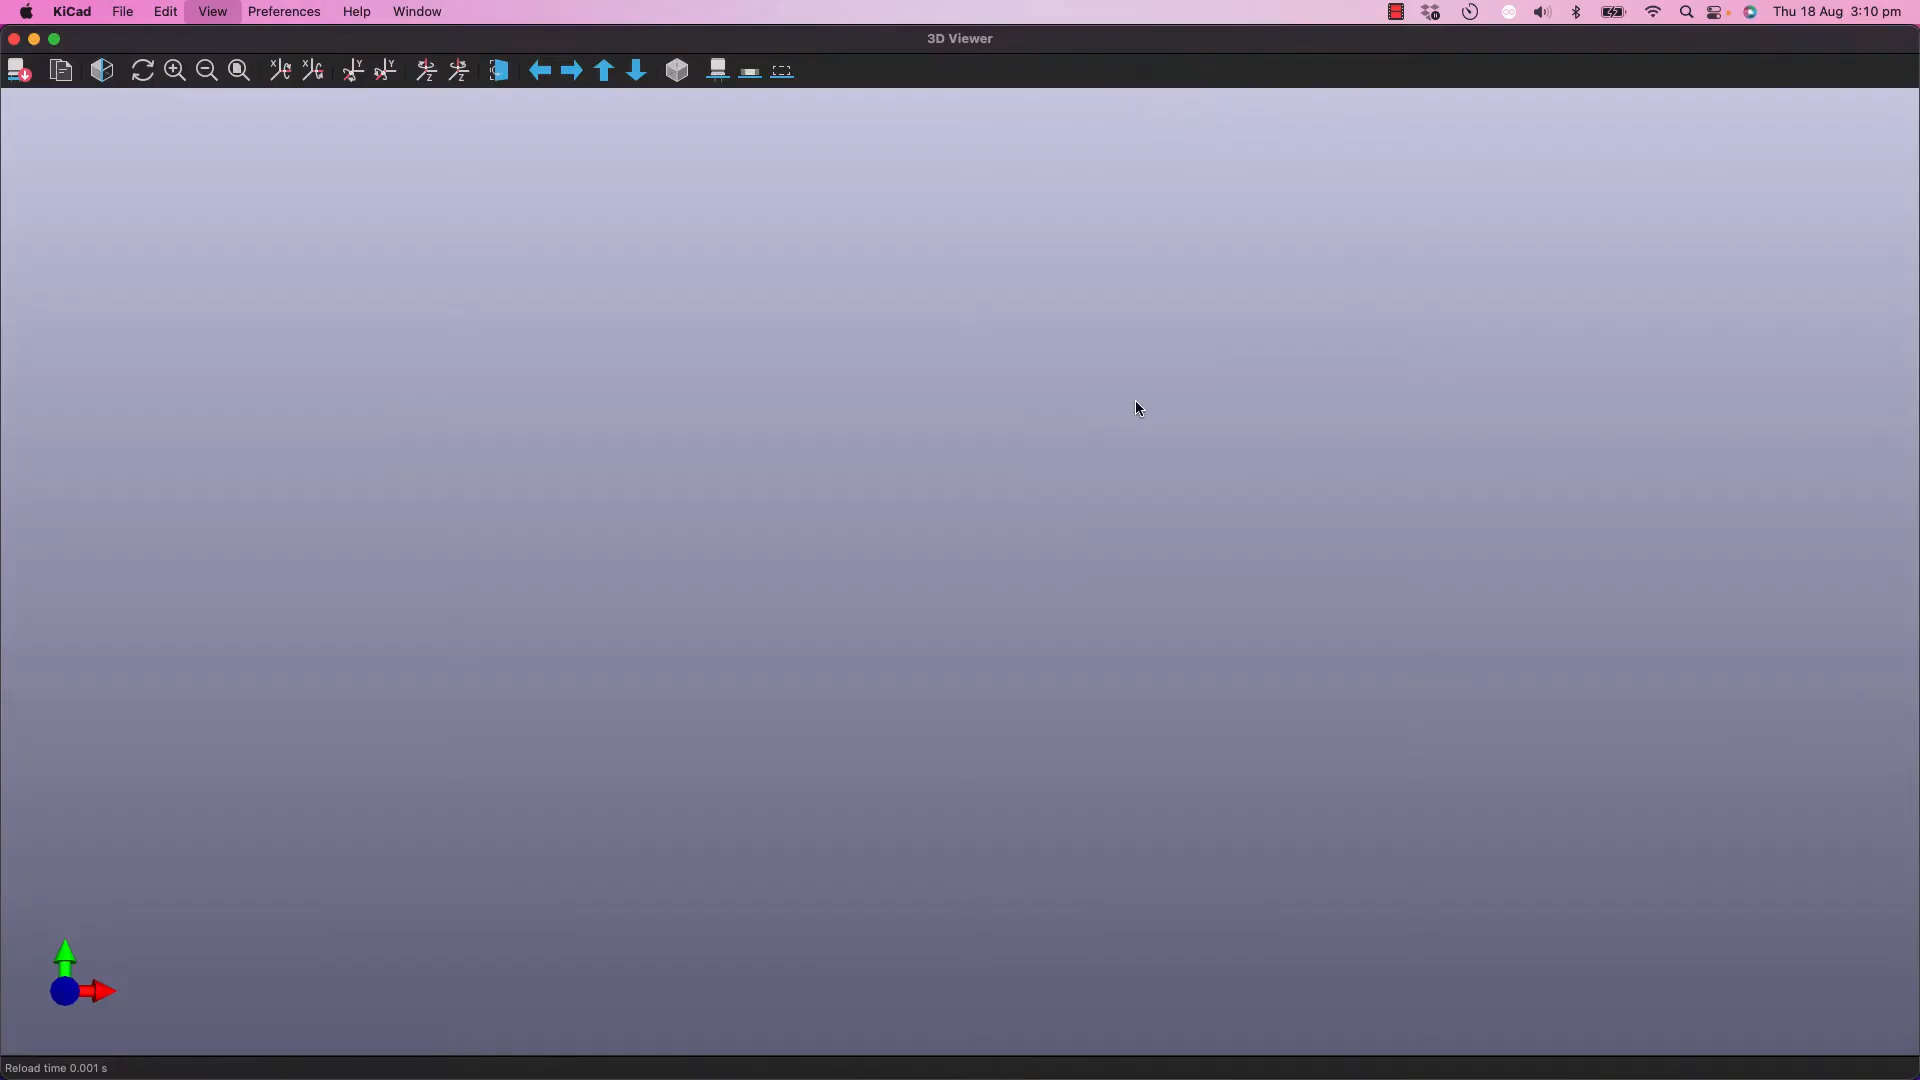 KiCad File Edit View Preferences Help Window Thu 18 Aug 3:10 pm
3D Viewer
Reload time 0.001 s